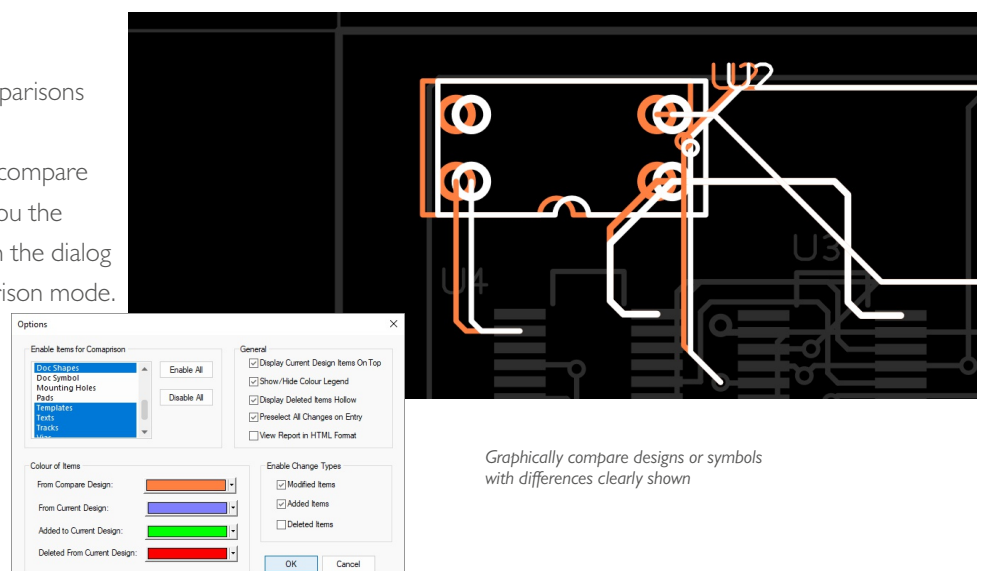 parisons
compare
ou the
n the dialog
rison mode.
U2
U3
U4
Options
Enable Items for Comaprison
Doc Shapes
Doc Symbol
Mounting Holes
Pads
Templates
Texts
Tracks
Enable All
Disable All
General
Display Current Design Items On Top
Show/Hide Colour Legend
Display Deleted Items Hollow
Preselect All Changes on Entry
View Report in HTML Format
Colour of Items
From Compare Design:
From Current Design:
Added to Current Design:
Deleted From Current Design:
Enable Change Types
Modified Items
Added Items
Deleted Items
OK
Cancel
Graphically compare designs or symbols
with differences clearly shown